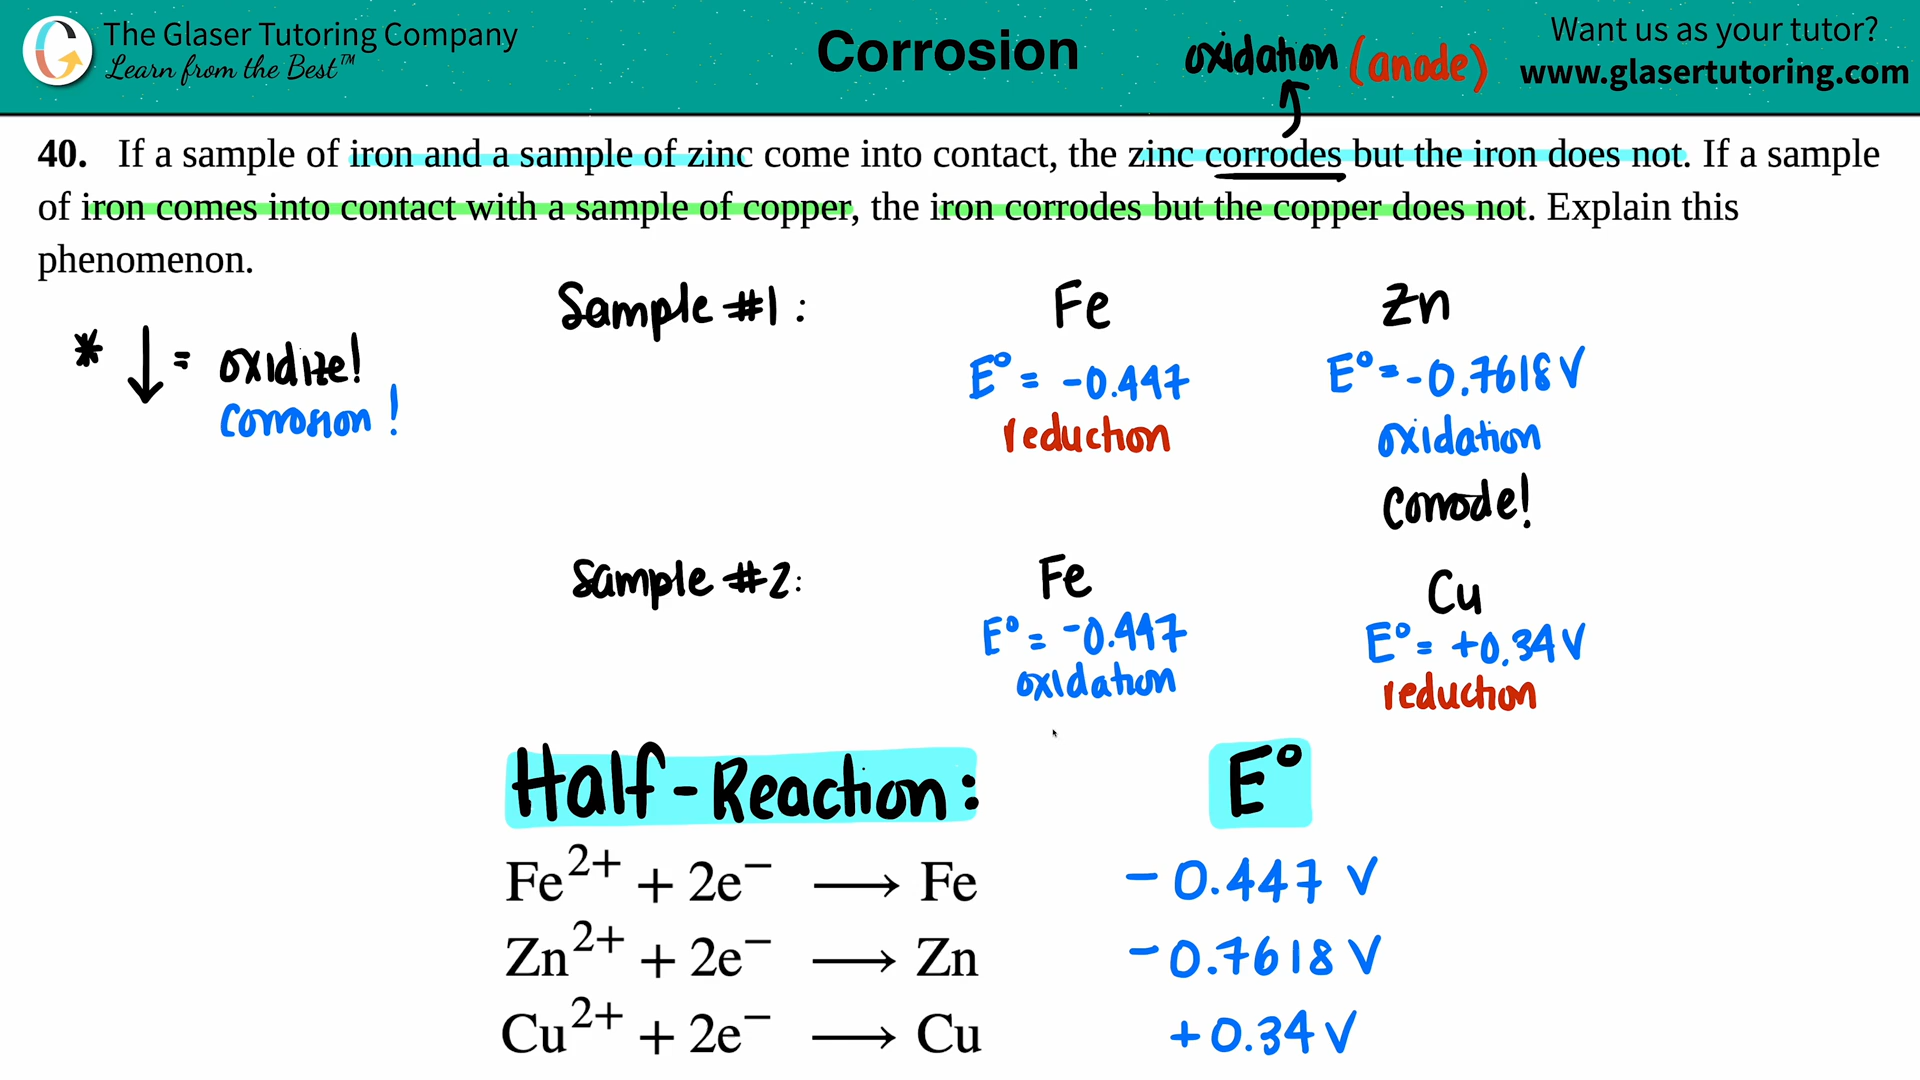 The Glaser Tutoring Company
Learn from the Best™
Corrosion
oxidation (anode)
Want us as your tutor?
www.glasertutoring.com
40. If a sample of iron and a sample of zinc come into contact, the zinc corrodes but the iron does not. If a sample
of iron comes into contact with a sample of copper, the iron corrodes but the copper does not. Explain this
phenomenon.
* ↓ = oxidize!
corrosion!
Sample #1: Fe Zn
E° = -0.447 E° = -0.7618 V
reduction oxidation
Corrode!
Sample #2: Fe Cu
E° = -0.447 E° = +0.34 V
oxidation reduction
Half-Reaction: E°
Fe²⁺ + 2e⁻ ⟶ Fe -0.447 V
Zn²⁺ + 2e⁻ ⟶ Zn -0.7618 V
Cu²⁺ + 2e⁻ ⟶ Cu +0.34 V